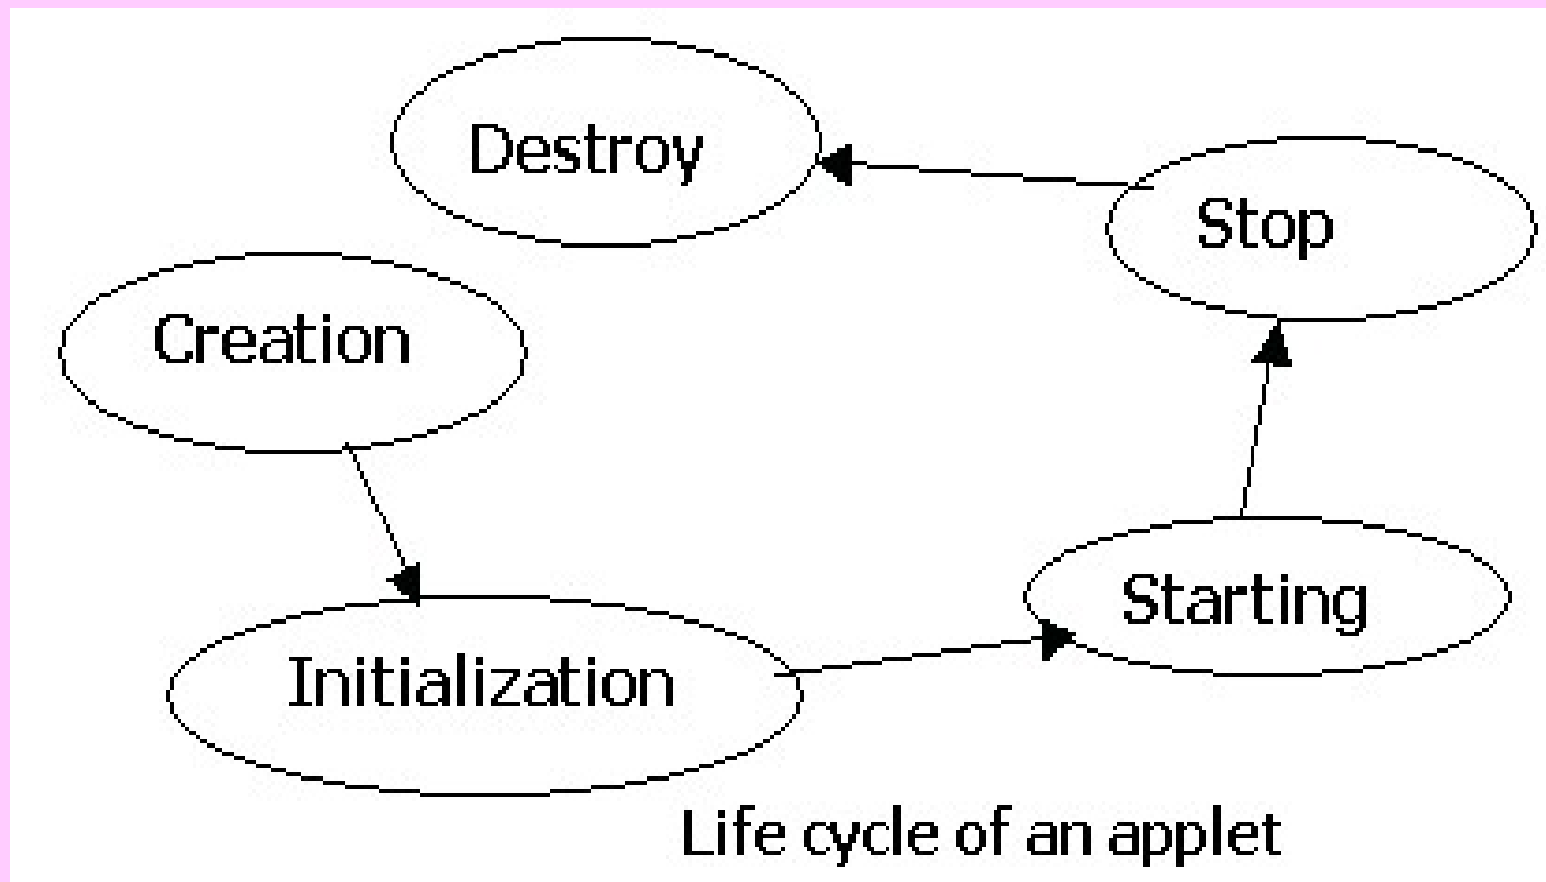 Destroy
Stop
Creation
Starting
Initialization
Life cycle of an applet